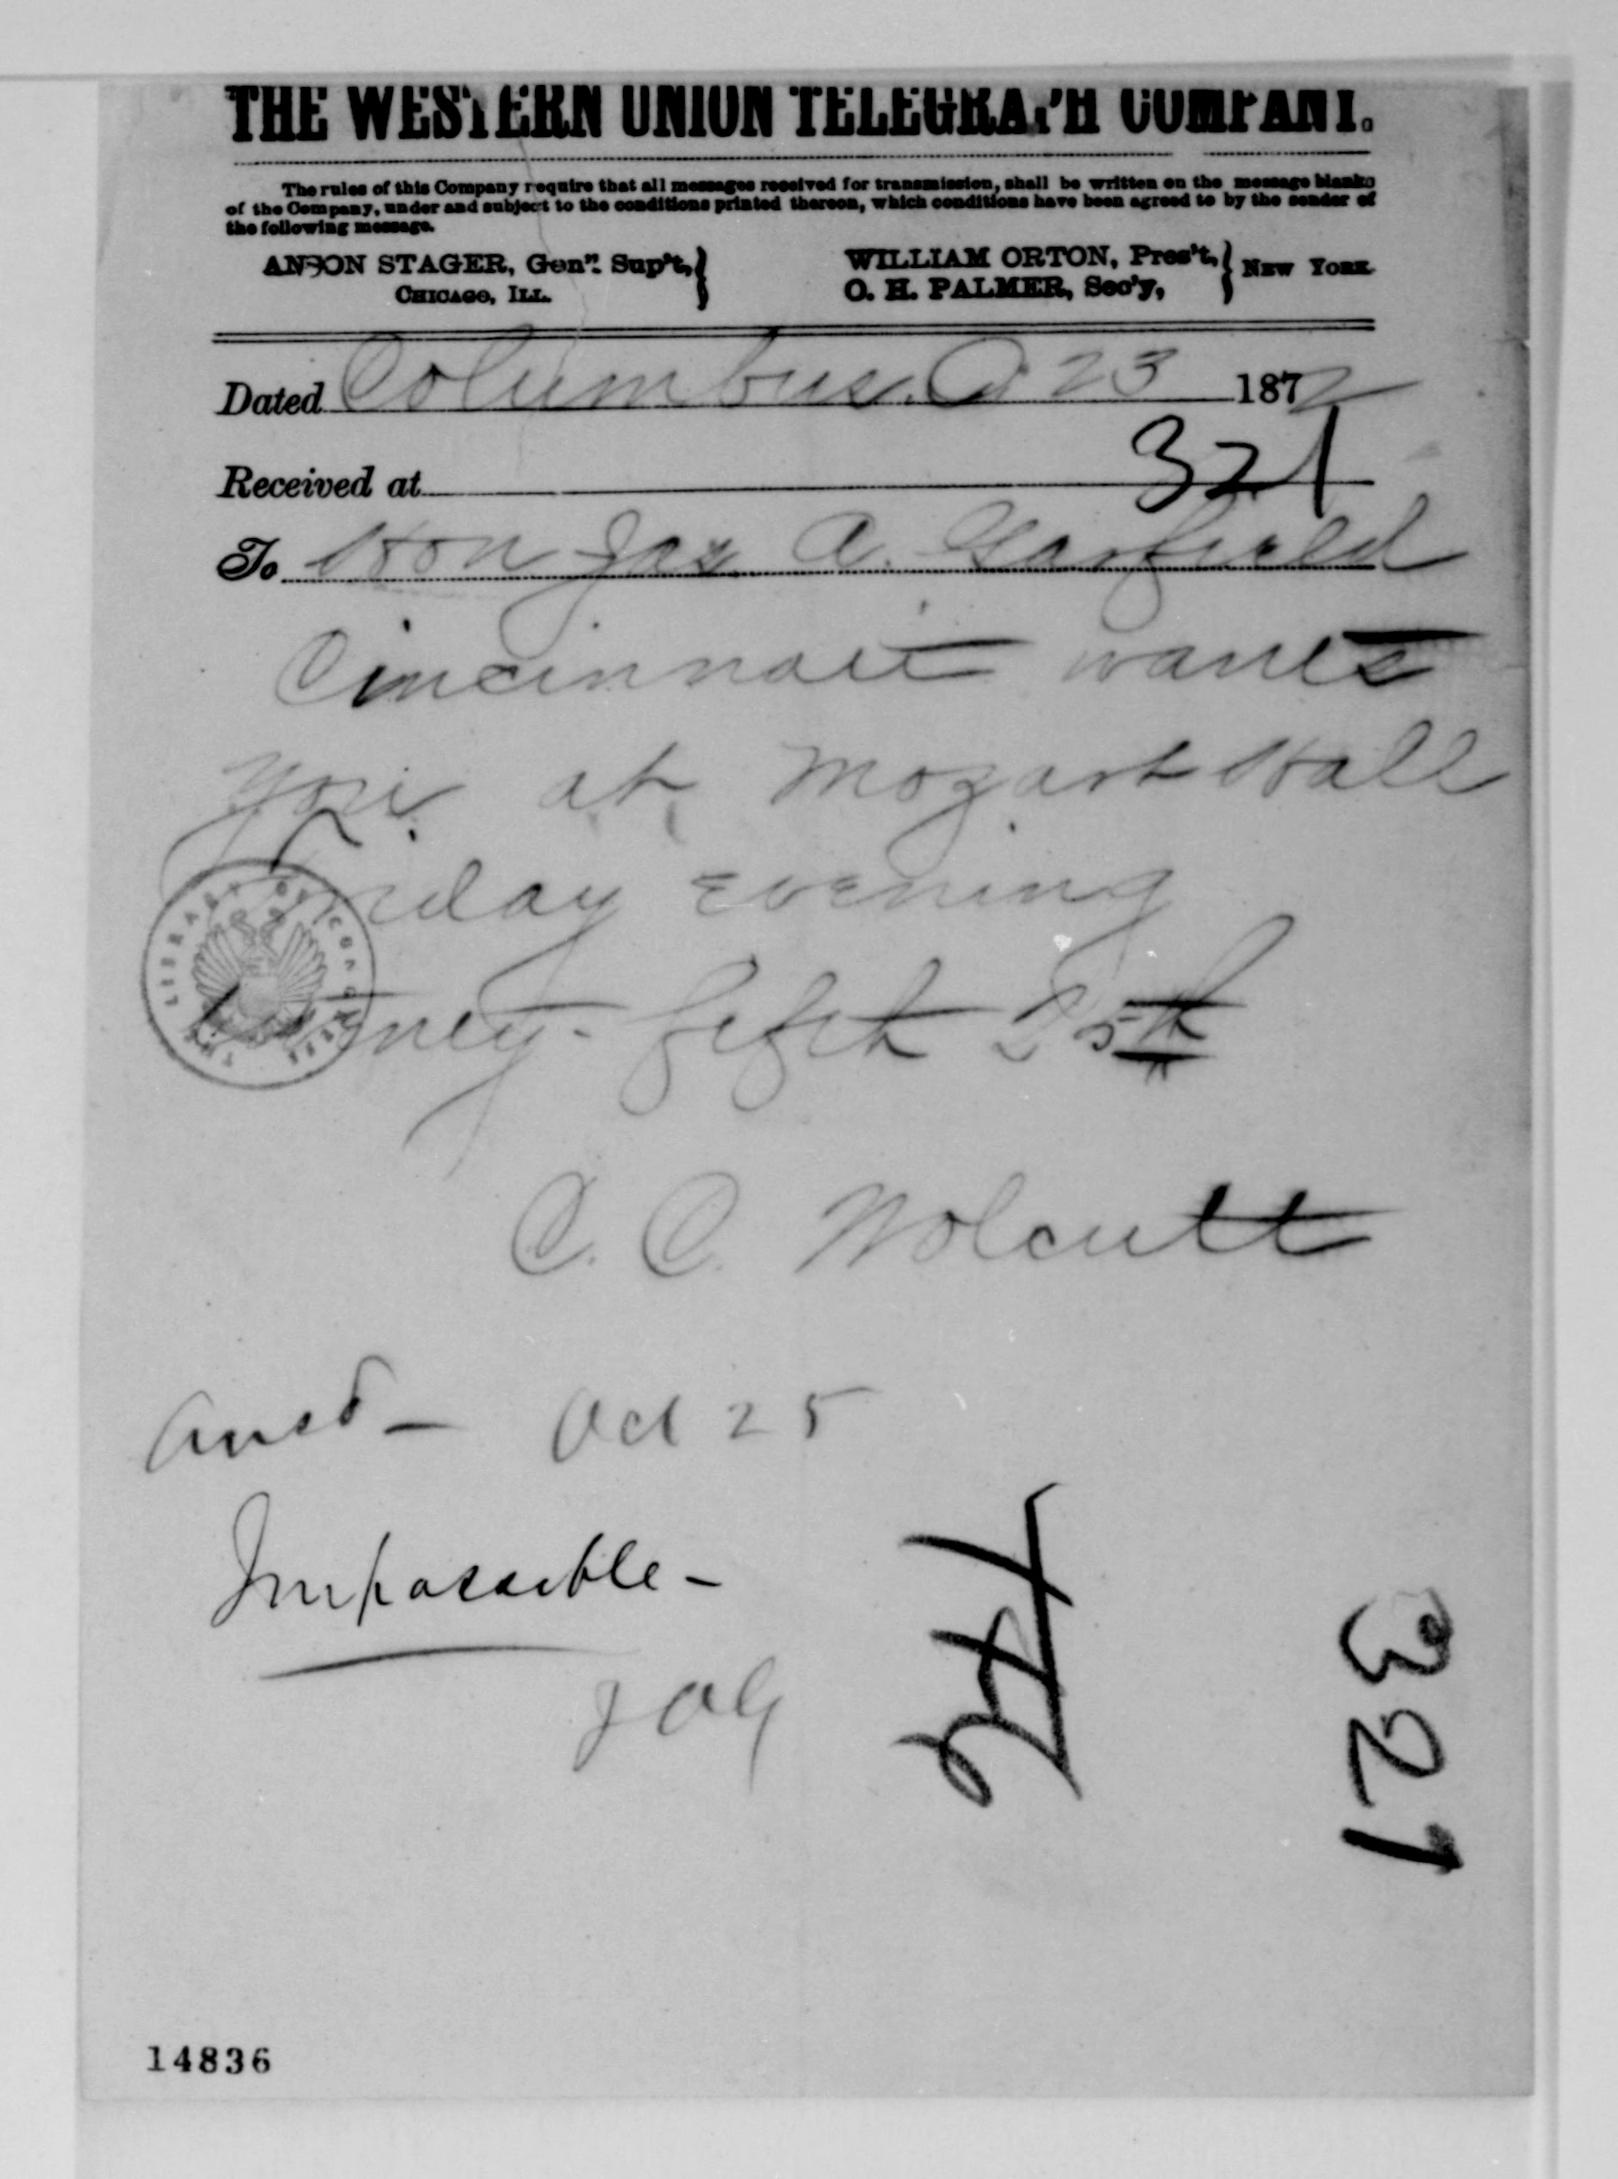 THE WESTERN UNION TELEGRAPH COMPANY.
The rules of this Company require that all messages received for transmission, shall be written on the message blanks
of the Company, under and subject to the conditions printed thereon, which conditions have been agreed to by the sender of
the following message.
ANSON STAGER, Gen'l Sup't,
CHICAGO, ILL.
WILLIAM ORTON, Pres't,
O. H. PALMER, Sec'y,
NEW YORK.
Dated Columbus. O. 23 1872
Received at 321
To Hon Jas A. Garfield
Cincinnati wants
you at Mozart Hall
Friday evening
twenty-fifth 25th
C. C. Wolcutt
LIBRARY OF CONGRESS
Ansd - Oct 25
Impossible -
JAG
321
14836